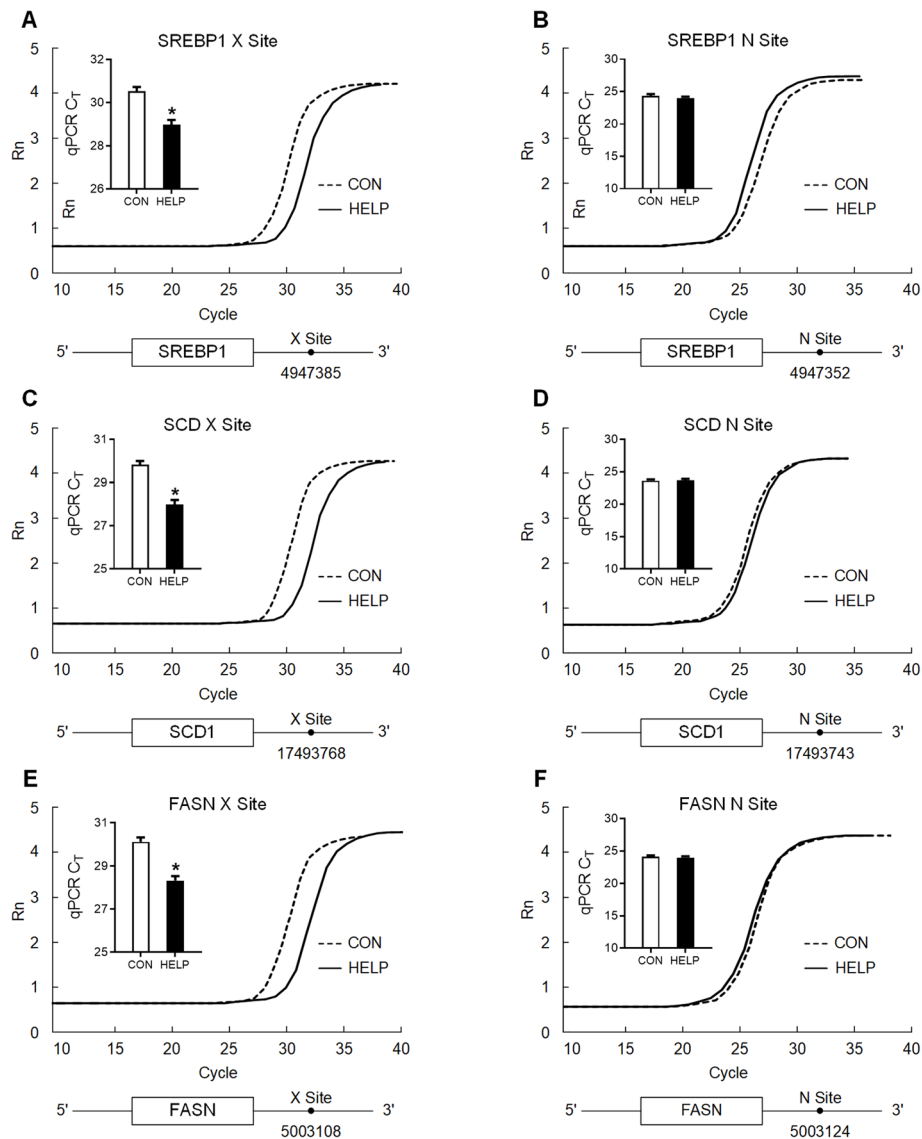 A
SREBP1 X Site
5
4
3
2
1
0
Rn
Rn
qPCR CT
32
30
28
26
CON
HELP
*
CON
HELP
10
15
20
25
30
35
40
Cycle
5'
SREBP1
X Site
3'
4947385
B
SREBP1 N Site
5
4
3
2
1
0
Rn
qPCR CT
30
25
20
15
10
CON
HELP
CON
HELP
10
15
20
25
30
35
40
Cycle
5'
SREBP1
N Site
3'
4947352
C
SCD X Site
5
4
3
2
1
0
Rn
qPCR CT
31
29
27
25
CON
HELP
*
CON
HELP
10
15
20
25
30
35
40
Cycle
5'
SCD1
X Site
3'
17493768
D
SCD N Site
5
4
3
2
1
0
Rn
qPCR CT
30
25
20
15
10
CON
HELP
CON
HELP
10
15
20
25
30
35
40
Cycle
5'
SCD1
N Site
3'
17493743
E
FASN X Site
5
4
3
2
1
0
Rn
qPCR CT
31
29
27
25
CON
HELP
*
CON
HELP
10
15
20
25
30
35
40
Cycle
5'
FASN
X Site
3'
5003108
F
FASN N Site
5
4
3
2
1
0
Rn
qPCR CT
30
25
20
15
10
CON
HELP
CON
HELP
10
15
20
25
30
35
40
Cycle
5'
FASN
N Site
3'
5003124